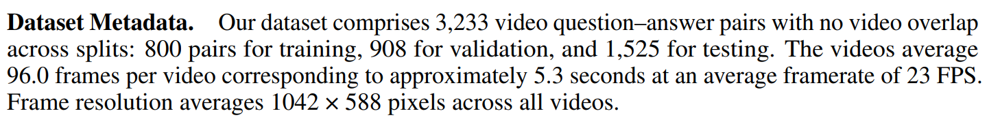 Dataset Metadata. Our dataset comprises 3,233 video question–answer pairs with no video overlap
across splits: 800 pairs for training, 908 for validation, and 1,525 for testing. The videos average
96.0 frames per video corresponding to approximately 5.3 seconds at an average framerate of 23 FPS.
Frame resolution averages 1042 × 588 pixels across all videos.